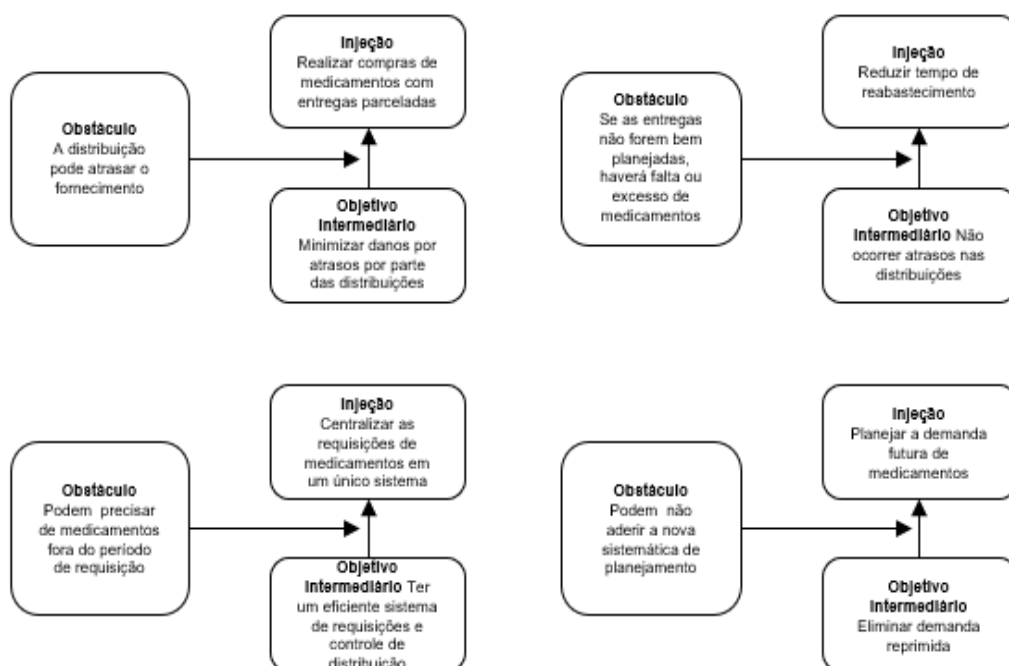 Obstáculo
A distribuição
pode atrasar o
fornecimento
Injeção
Realizar compras de
medicamentos com
entregas parceladas
Objetivo
Intermediário
Minimizar danos por
atrasos por parte
das distribuições
Obstáculo
Se as entregas
não forem bem
planejadas,
haverá falta ou
excesso de
medicamentos
Injeção
Reduzir tempo de
reabastecimento
Objetivo
Intermediário Não
ocorrer atrasos nas
distribuições
Obstáculo
Podem precisar
de medicamentos
fora do período
de requisição
Injeção
Centralizar as
requisições de
medicamentos em
um único sistema
Objetivo
Intermediário Ter
um eficiente sistema
de requisições e
controle de
distribuição
Obstáculo
Podem não
aderir a nova
sistemática de
planejamento
Injeção
Planejar a demanda
futura de
medicamentos
Objetivo
Intermediário
Eliminar demanda
reprimida